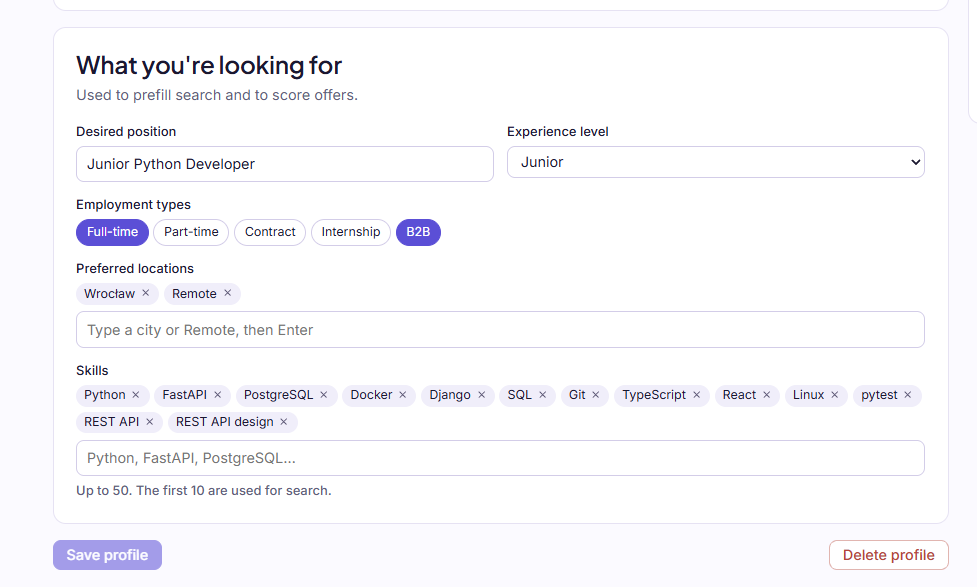 What you're looking for
Used to prefill search and to score offers.
Desired position Experience level
Junior Python Developer Junior
Employment types
Full-time Part-time Contract Internship B2B
Preferred locations
Wrocław × Remote ×
Type a city or Remote, then Enter
Skills
Python × FastAPI × PostgreSQL × Docker × Django × SQL × Git × TypeScript × React × Linux × pytest ×
REST API × REST API design ×
Python, FastAPI, PostgreSQL...
Up to 50. The first 10 are used for search.
Save profile Delete profile